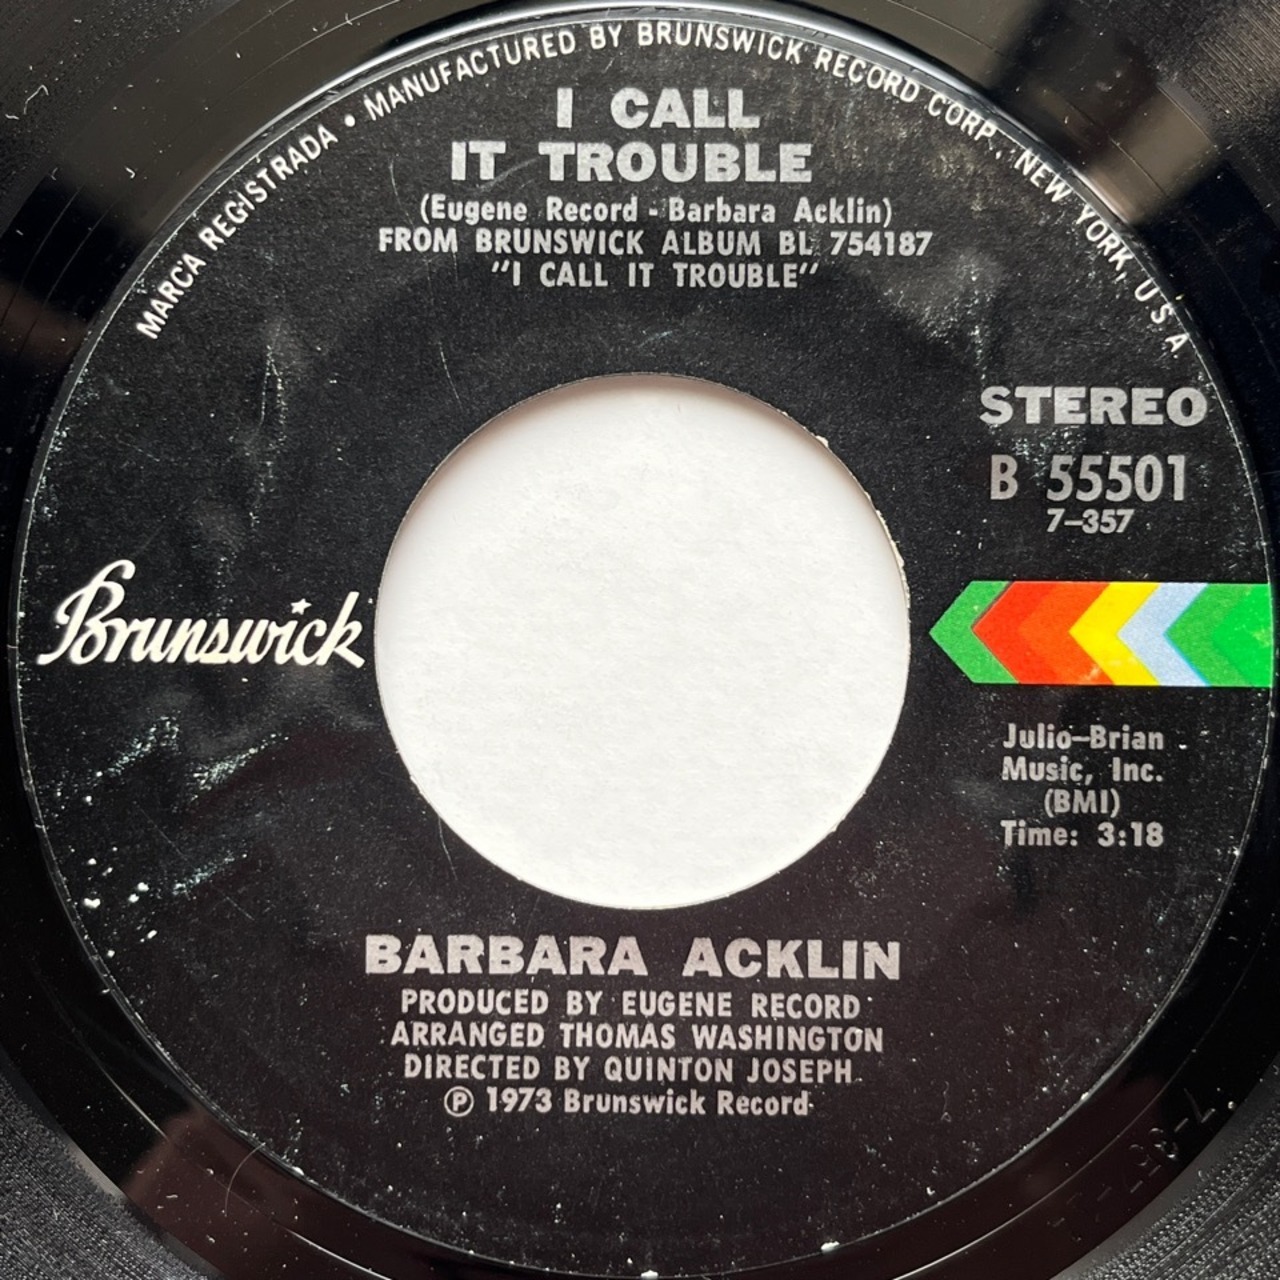 MARCA REGISTRADA • MANUFACTURED BY BRUNSWICK RECORD CORP., NEW YORK, U.S.A.
I CALL
IT TROUBLE
(Eugene Record - Barbara Acklin)
FROM BRUNSWICK ALBUM BL 754187
"I CALL IT TROUBLE"
STEREO
B 55501
7-357
Brunswick
Julio-Brian
Music, Inc.
(BMI)
Time: 3:18
BARBARA ACKLIN
PRODUCED BY EUGENE RECORD
ARRANGED THOMAS WASHINGTON
DIRECTED BY QUINTON JOSEPH
Ⓟ 1973 Brunswick Record